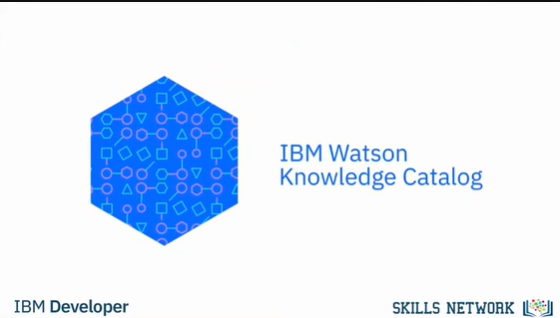 IBM Watson
Knowledge Catalog
IBM Developer
SKILLS NETWORK